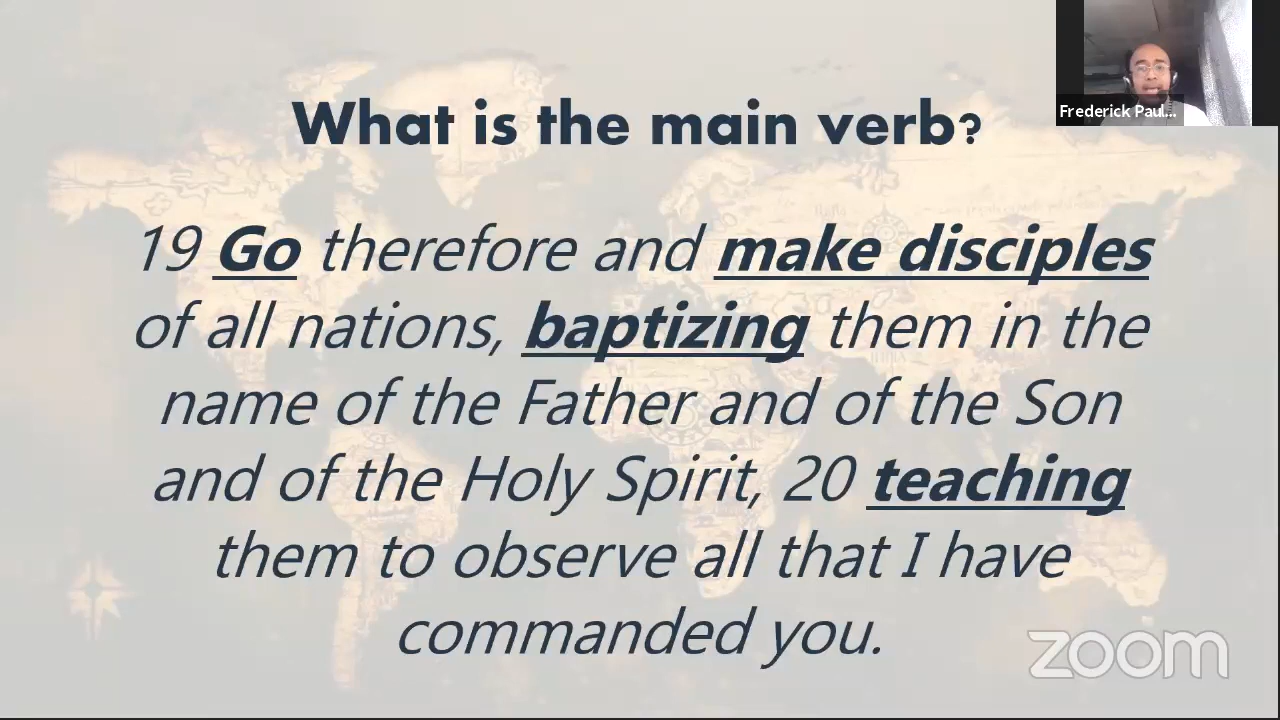 What is the main verb?
19 Go therefore and make disciples
of all nations, baptizing them in the
name of the Father and of the Son
and of the Holy Spirit, 20 teaching
them to observe all that I have
commanded you.
Frederick Paul...
zoom